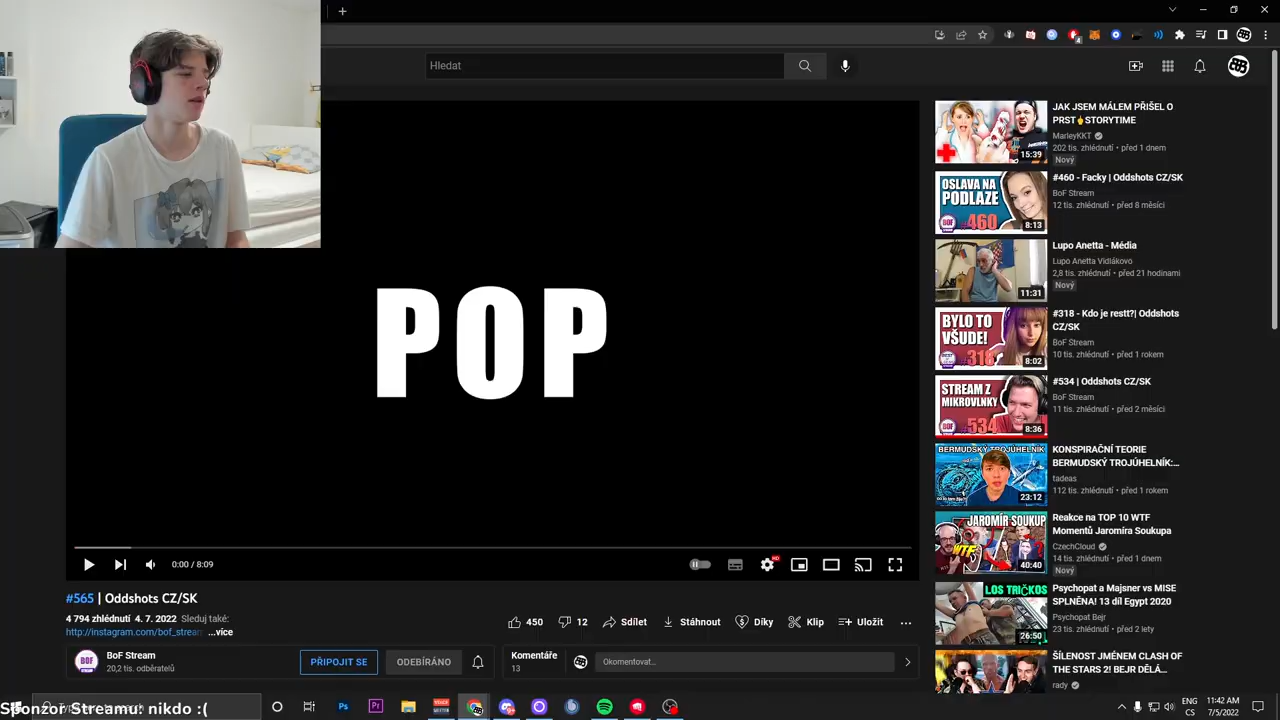 Hledat
POP
0:00 / 8:09
#565 | Oddshots CZ/SK
4 794 zhlédnutí 4. 7. 2022 Sleduj také:
http://instagram.com/bof_stream ...více
450
12
Sdílet
Stáhnout
Díky
Klip
Uložit
BOF
BoF Stream
20,2 tis. odběratelů
PŘIPOJIT SE
ODEBÍRÁNO
Komentáře
13
Okomentovat…
15:39
JAK JSEM MÁLEM PŘIŠEL O
PRST🖕STORYTIME
MarleyKKT
202 tis. zhlédnutí • před 1 dnem
Nový
OSLAVA NA
PODLAZE
#460
8:13
#460 - Facky | Oddshots CZ/SK
BoF Stream
12 tis. zhlédnutí • před 8 měsíci
11:31
Lupo Anetta - Média
Lupo Anetta Vidlákovo
2,8 tis. zhlédnutí • před 21 hodinami
Nový
BYLO TO
VŠUDE!
#318
8:02
#318 - Kdo je restt?| Oddshots
CZ/SK
BoF Stream
10 tis. zhlédnutí • před 1 rokem
STREAM Z
MIKROVLNKY
#534
8:36
#534 | Oddshots CZ/SK
BoF Stream
11 tis. zhlédnutí • před 2 měsíci
BERMUDSKÝ TROJÚHELNÍK
23:12
KONSPIRAČNÍ TEORIE
BERMUDSKÝ TROJÚHELNÍK:...
tadeas
112 tis. zhlédnutí • před 1 rokem
JAROMÍR SOUKUP
WTF
40:40
Reakce na TOP 10 WTF
Momentů Jaromíra Soukupa
CzechCloud
14 tis. zhlédnutí • před 1 dnem
Nový
LOS TRIČKOS
26:50
Psychopat a Majsner vs MISE
SPLNĚNA! 13 díl Egypt 2020
Psychopat Bejr
719 tis. zhlédnutí • před 2 lety
ŠÍLENOST JMÉNEM CLASH OF
THE STARS 2! BEJR DĚLÁ...
rady
Sponzor Streamu: nikdo :(
Ps
Pr
ENG
CS
11:42 AM
7/5/2022